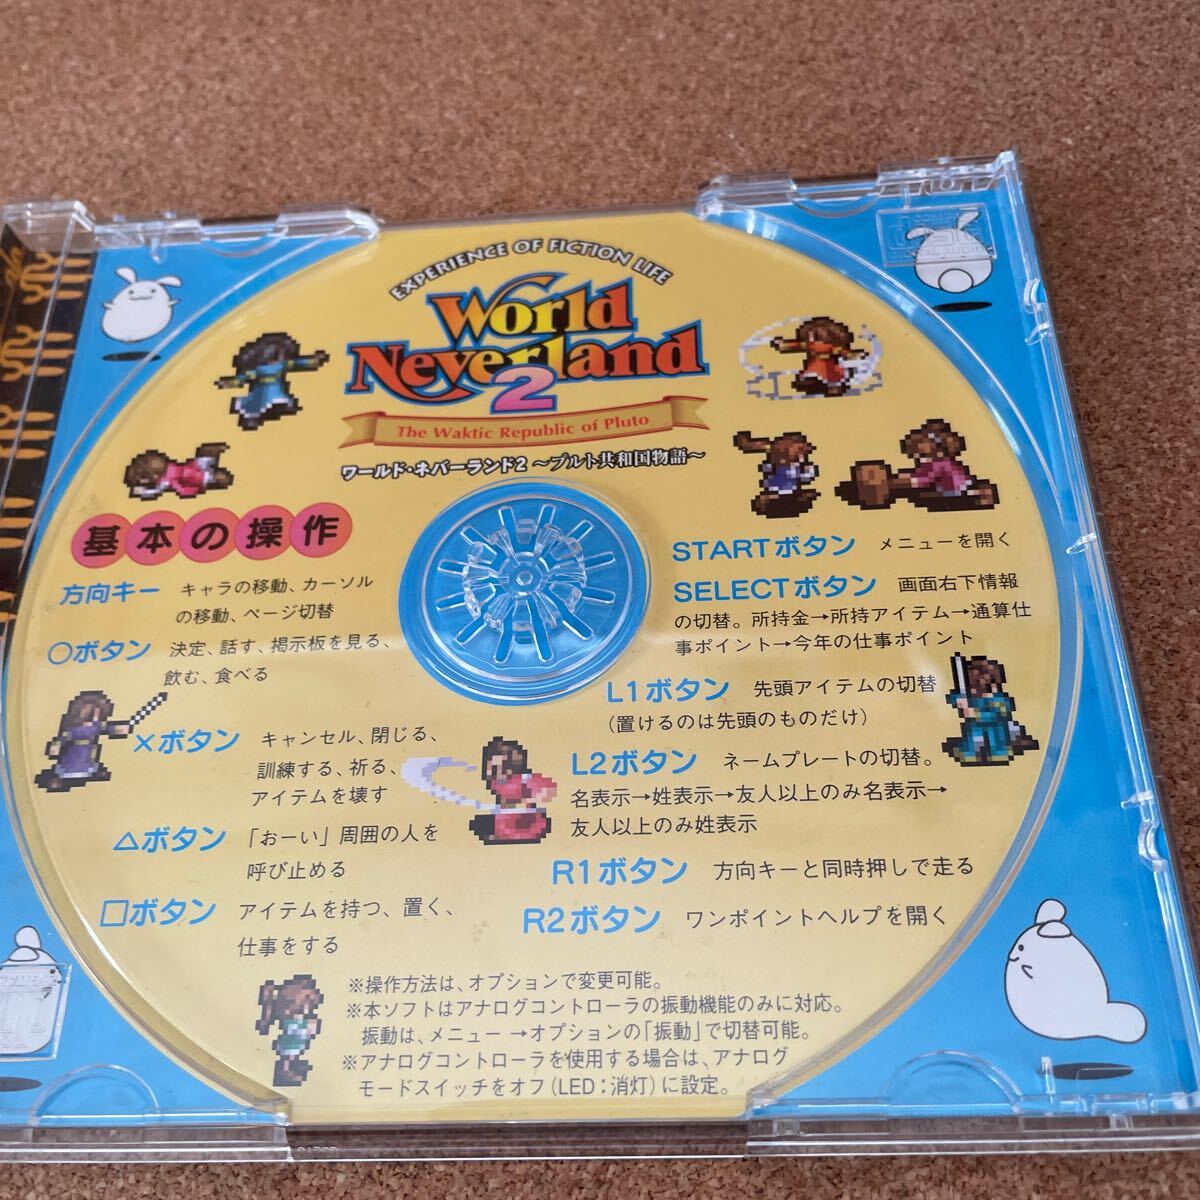 EXPERIENCE OF FICTION LIFE
World
Neverland
2
The Waktic Republic of Pluto
ワールド・ネバーランド2 ～プルト共和国物語～
基本の操作
方向キー キャラの移動、カーソル
の移動、ページ切替
○ボタン 決定、話す、掲示板を見る、
飲む、食べる
×ボタン キャンセル、閉じる、
訓練する、祈る、
アイテムを壊す
△ボタン 「おーい」周囲の人を
呼び止める
□ボタン アイテムを持つ、置く、
仕事をする
STARTボタン メニューを開く
SELECTボタン 画面右下情報
の切替。所持金→所持アイテム→通算仕
事ポイント→今年の仕事ポイント
L1ボタン 先頭アイテムの切替
(置けるのは先頭のものだけ)
L2ボタン ネームプレートの切替。
名表示→姓表示→友人以上のみ名表示→
友人以上のみ姓表示
R1ボタン 方向キーと同時押しで走る
R2ボタン ワンポイントヘルプを開く
※操作方法は、オプションで変更可能。
※本ソフトはアナログコントローラの振動機能のみに対応。
振動は、メニュー →オプションの「振動」で切替可能。
※アナログコントローラを使用する場合は、アナログ
モードスイッチをオフ(LED：消灯)に設定。